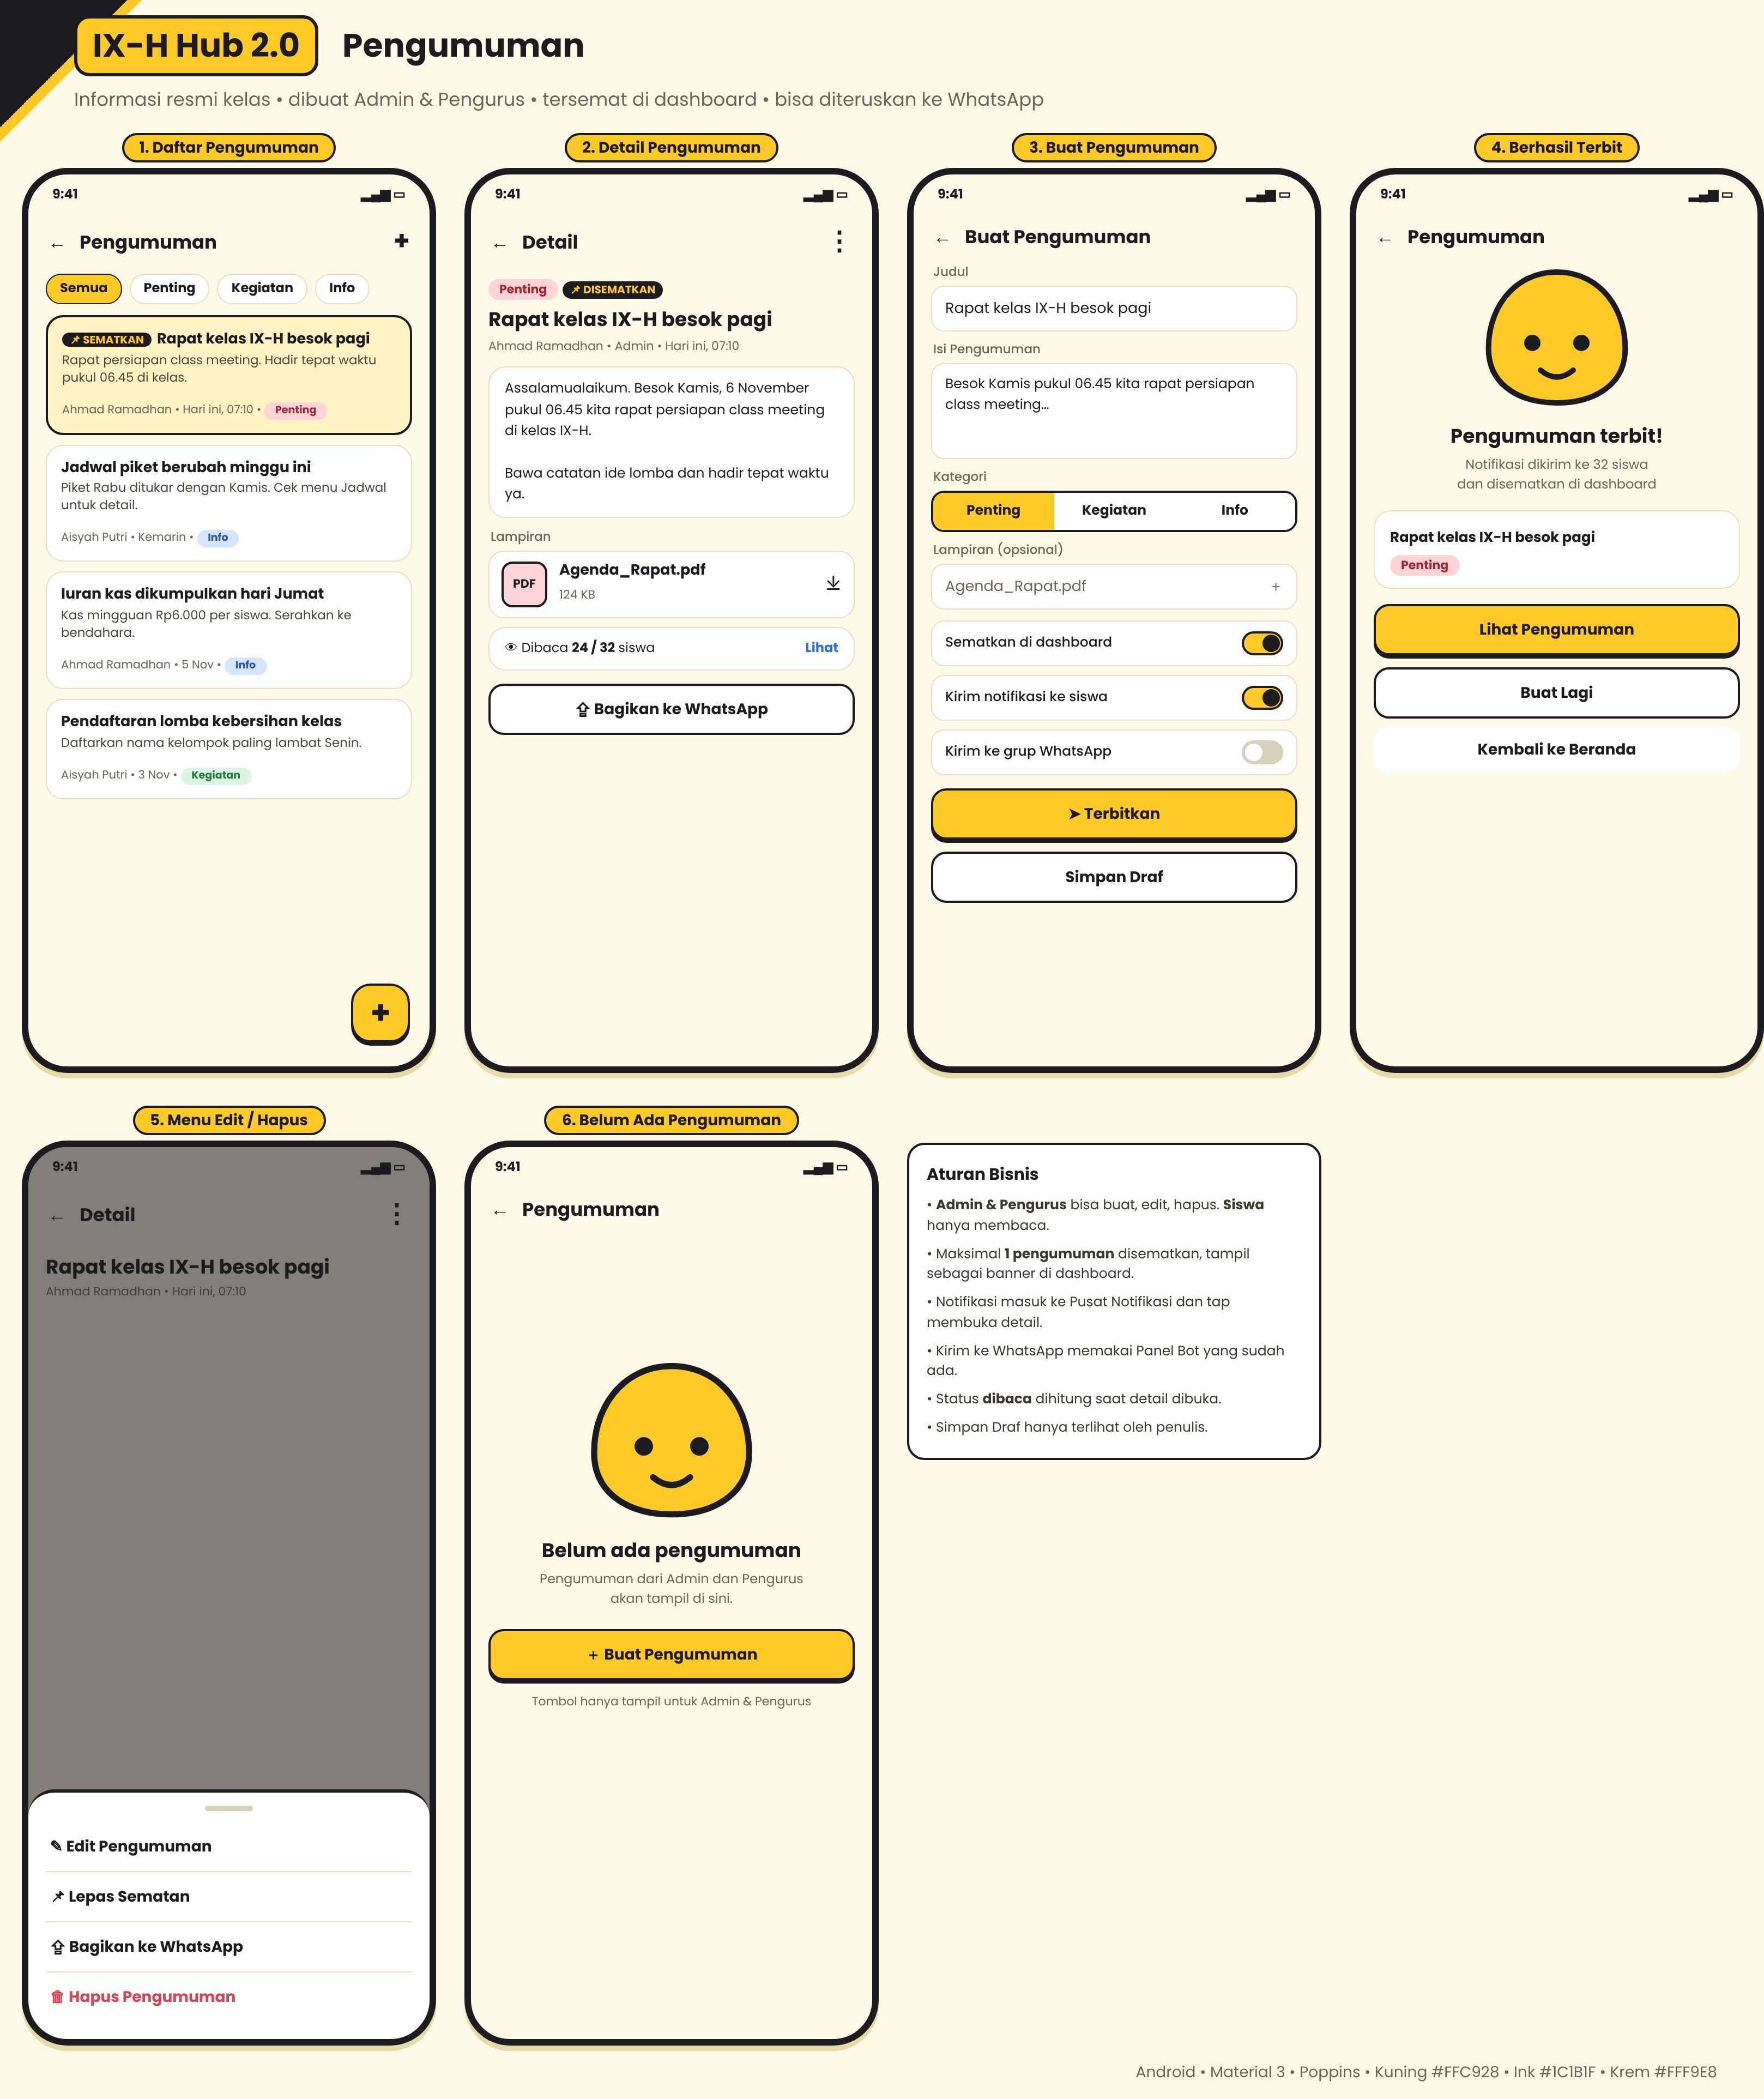 IX-H Hub 2.0
Pengumuman
Informasi resmi kelas • dibuat Admin & Pengurus • tersemat di dashboard • bisa diteruskan ke WhatsApp
1. Daftar Pengumuman
9:41
← Pengumuman +
Semua Penting Kegiatan Info
📌 SEMATKAN Rapat kelas IX-H besok pagi
Rapat persiapan class meeting. Hadir tepat waktu
pukul 06.45 di kelas.
Ahmad Ramadhan • Hari ini, 07:10 • Penting
Jadwal piket berubah minggu ini
Piket Rabu ditukar dengan Kamis. Cek menu Jadwal
untuk detail.
Aisyah Putri • Kemarin • Info
Iuran kas dikumpulkan hari Jumat
Kas mingguan Rp6.000 per siswa. Serahkan ke
bendahara.
Ahmad Ramadhan • 5 Nov • Info
Pendaftaran lomba kebersihan kelas
Daftarkan nama kelompok paling lambat Senin.
Aisyah Putri • 3 Nov • Kegiatan
+
2. Detail Pengumuman
9:41
← Detail ⋮
Penting 📌 DISEMATKAN
Rapat kelas IX-H besok pagi
Ahmad Ramadhan • Admin • Hari ini, 07:10
Assalamualaikum. Besok Kamis, 6 November
pukul 06.45 kita rapat persiapan class meeting
di kelas IX-H.
Bawa catatan ide lomba dan hadir tepat waktu
ya.
Lampiran
PDF
Agenda_Rapat.pdf
124 KB
👁 Dibaca 24 / 32 siswa Lihat
⇪ Bagikan ke WhatsApp
3. Buat Pengumuman
9:41
← Buat Pengumuman
Judul
Rapat kelas IX-H besok pagi
Isi Pengumuman
Besok Kamis pukul 06.45 kita rapat persiapan
class meeting…
Kategori
Penting Kegiatan Info
Lampiran (opsional)
Agenda_Rapat.pdf +
Sematkan di dashboard
Kirim notifikasi ke siswa
Kirim ke grup WhatsApp
➤ Terbitkan
Simpan Draf
4. Berhasil Terbit
9:41
← Pengumuman
Pengumuman terbit!
Notifikasi dikirim ke 32 siswa
dan disematkan di dashboard
Rapat kelas IX-H besok pagi
Penting
Lihat Pengumuman
Buat Lagi
Kembali ke Beranda
5. Menu Edit / Hapus
9:41
← Detail ⋮
Rapat kelas IX-H besok pagi
Ahmad Ramadhan • Hari ini, 07:10
✎ Edit Pengumuman
📌 Lepas Sematan
⇪ Bagikan ke WhatsApp
🗑 Hapus Pengumuman
6. Belum Ada Pengumuman
9:41
← Pengumuman
Belum ada pengumuman
Pengumuman dari Admin dan Pengurus
akan tampil di sini.
+ Buat Pengumuman
Tombol hanya tampil untuk Admin & Pengurus
Aturan Bisnis
• Admin & Pengurus bisa buat, edit, hapus. Siswa
hanya membaca.
• Maksimal 1 pengumuman disematkan, tampil
sebagai banner di dashboard.
• Notifikasi masuk ke Pusat Notifikasi dan tap
membuka detail.
• Kirim ke WhatsApp memakai Panel Bot yang sudah
ada.
• Status dibaca dihitung saat detail dibuka.
• Simpan Draf hanya terlihat oleh penulis.
Android • Material 3 • Poppins • Kuning #FFC928 • Ink #1C1B1F • Krem #FFF9E8